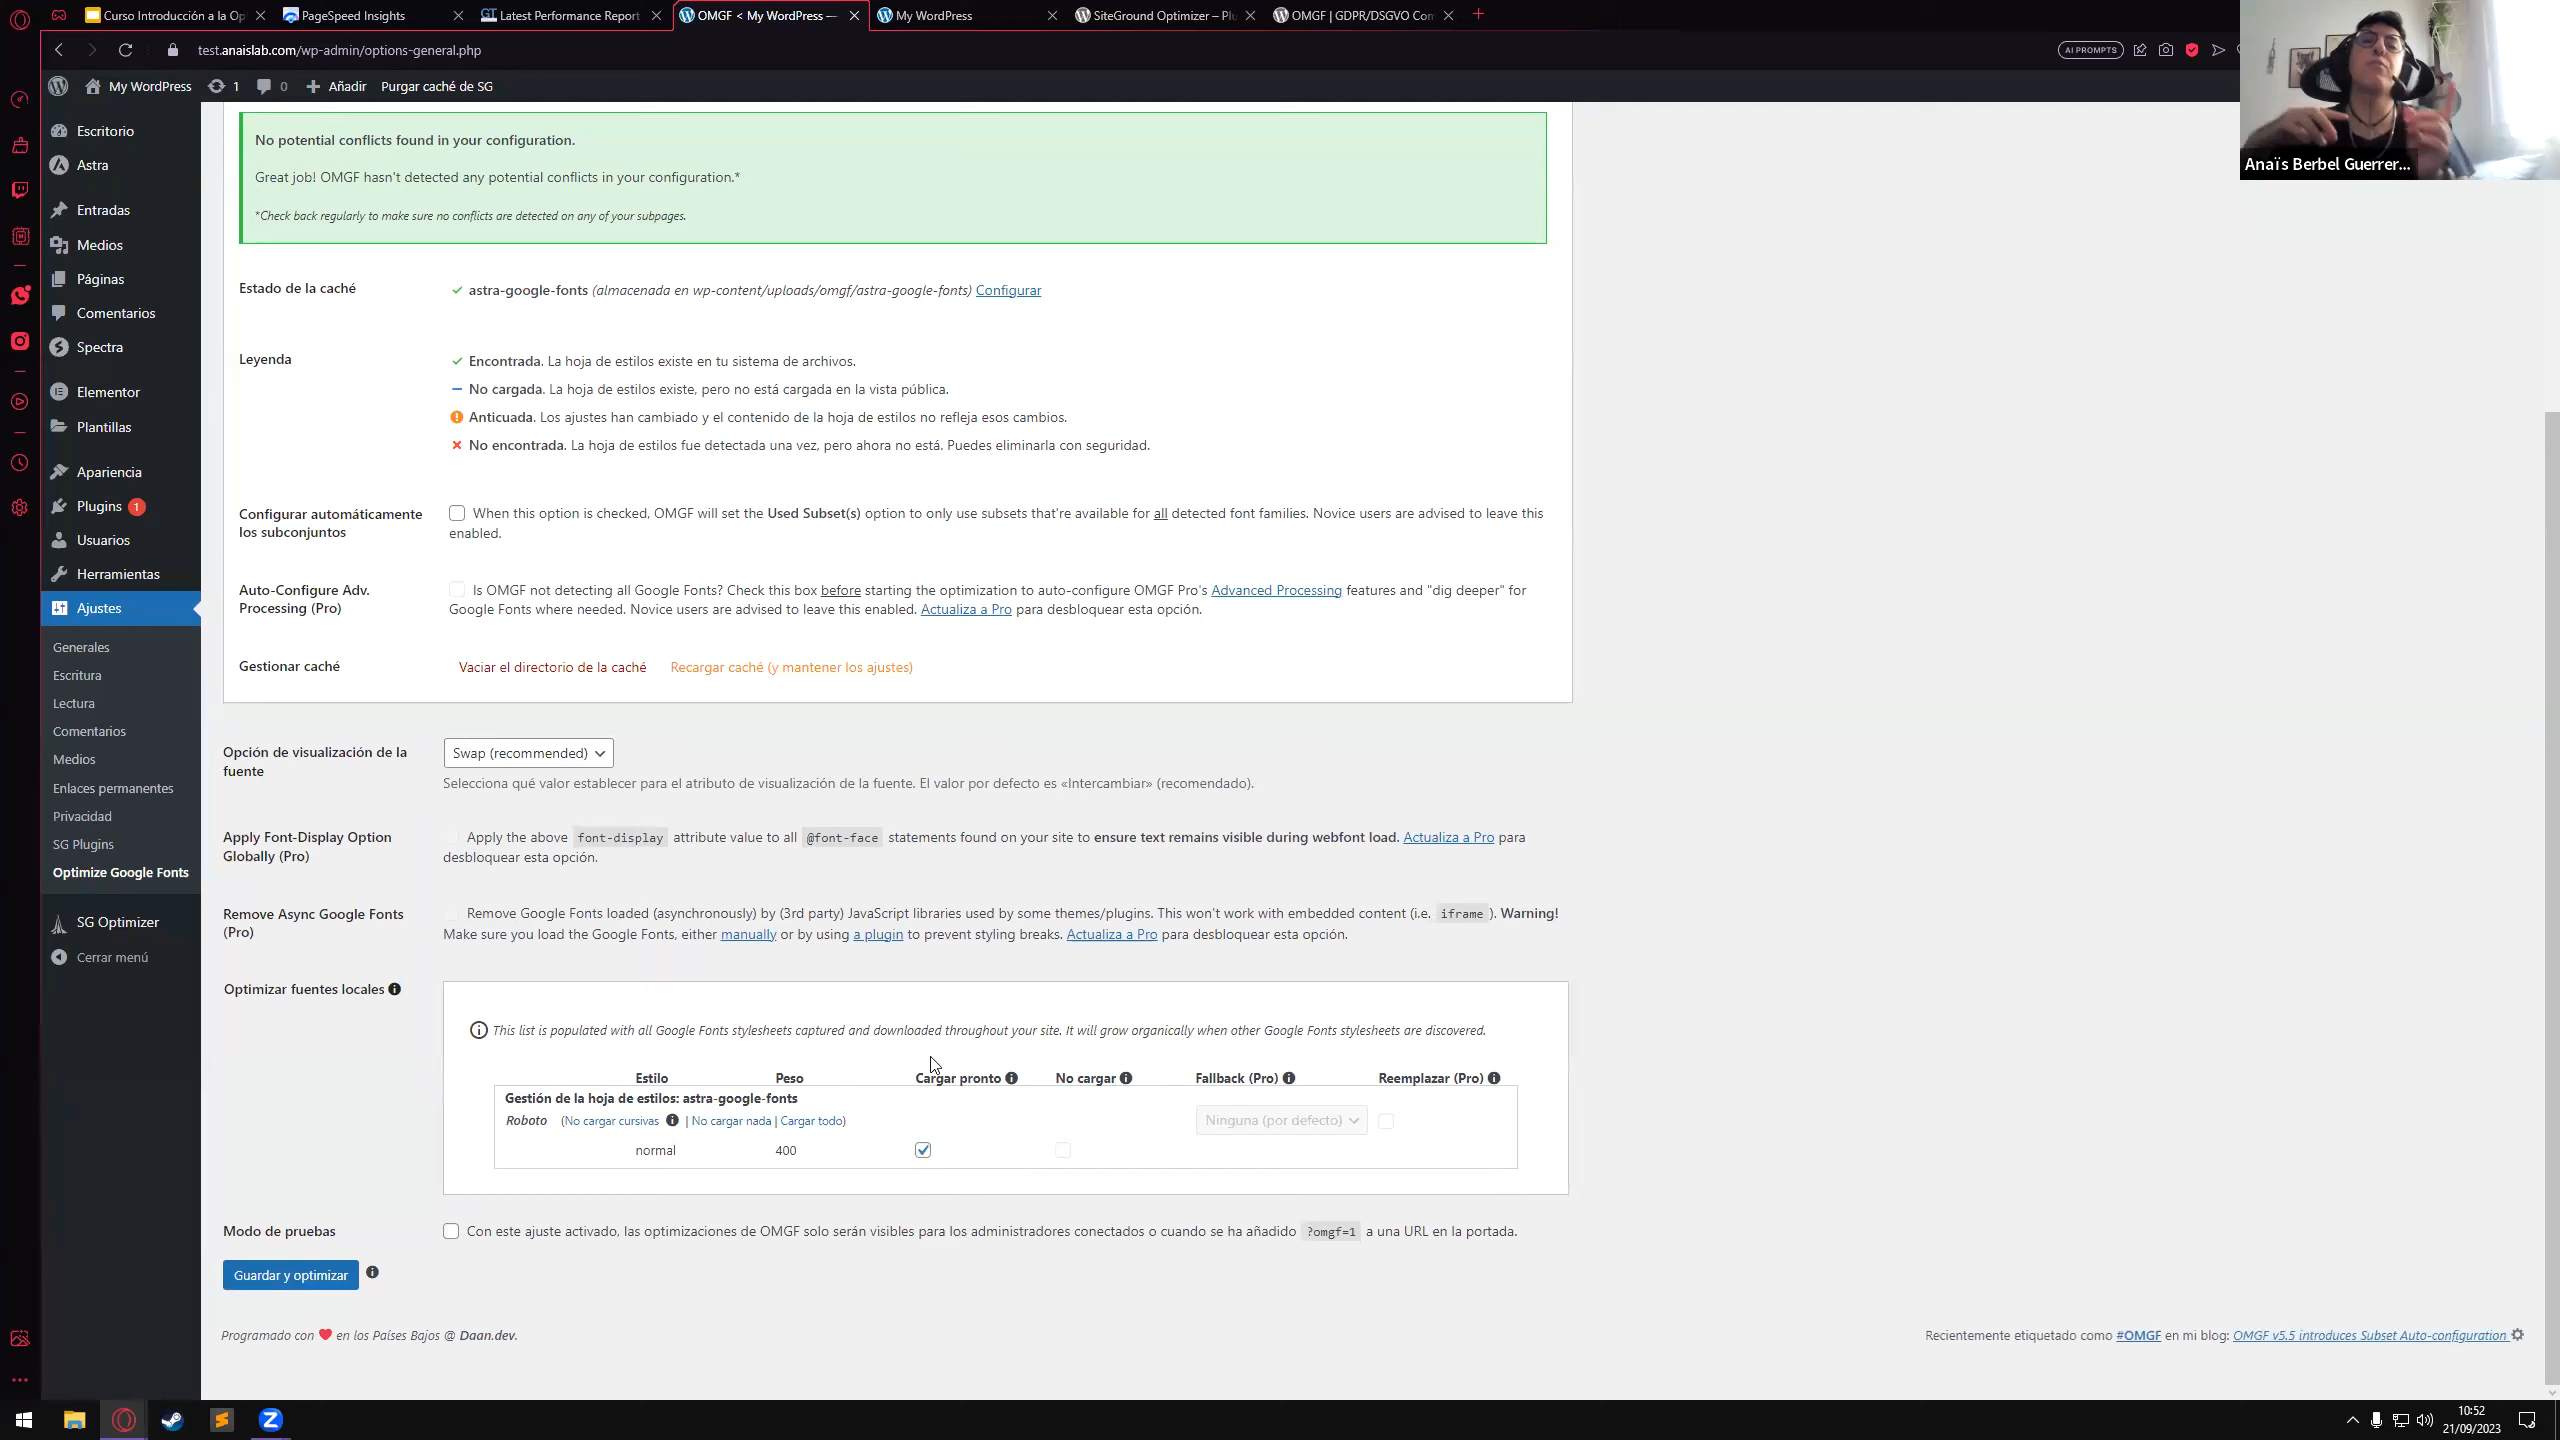 Curso Introducción a la Op
PageSpeed Insights
Latest Performance Report
OMGF < My WordPress —
My WordPress
SiteGround Optimizer – Plu
OMGF | GDPR/DSGVO Com
test.anaislab.com/wp-admin/options-general.php
AI PROMPTS
My WordPress
1
0
Añadir
Purgar caché de SG
Anaïs Berbel Guerrer...
Escritorio
Astra
Entradas
Medios
Páginas
Comentarios
Spectra
Elementor
Plantillas
Apariencia
Plugins 1
Usuarios
Herramientas
Ajustes
Generales
Escritura
Lectura
Comentarios
Medios
Enlaces permanentes
Privacidad
SG Plugins
Optimize Google Fonts
SG Optimizer
Cerrar menú
No potential conflicts found in your configuration.
Great job! OMGF hasn't detected any potential conflicts in your configuration.*
*Check back regularly to make sure no conflicts are detected on any of your subpages.
Estado de la caché
astra-google-fonts (almacenada en wp-content/uploads/omgf/astra-google-fonts) Configurar
Leyenda
Encontrada. La hoja de estilos existe en tu sistema de archivos.
No cargada. La hoja de estilos existe, pero no está cargada en la vista pública.
Anticuada. Los ajustes han cambiado y el contenido de la hoja de estilos no refleja esos cambios.
No encontrada. La hoja de estilos fue detectada una vez, pero ahora no está. Puedes eliminarla con seguridad.
Configurar automáticamente
los subconjuntos
When this option is checked, OMGF will set the Used Subset(s) option to only use subsets that're available for all detected font families. Novice users are advised to leave this
enabled.
Auto-Configure Adv.
Processing (Pro)
Is OMGF not detecting all Google Fonts? Check this box before starting the optimization to auto-configure OMGF Pro's Advanced Processing features and "dig deeper" for
Google Fonts where needed. Novice users are advised to leave this enabled. Actualiza a Pro para desbloquear esta opción.
Gestionar caché
Vaciar el directorio de la caché
Recargar caché (y mantener los ajustes)
Opción de visualización de la
fuente
Swap (recommended)
Selecciona qué valor establecer para el atributo de visualización de la fuente. El valor por defecto es «Intercambiar» (recomendado).
Apply Font-Display Option
Globally (Pro)
Apply the above font-display attribute value to all @font-face statements found on your site to ensure text remains visible during webfont load. Actualiza a Pro para
desbloquear esta opción.
Remove Async Google Fonts
(Pro)
Remove Google Fonts loaded (asynchronously) by (3rd party) JavaScript libraries used by some themes/plugins. This won't work with embedded content (i.e. iframe ). Warning!
Make sure you load the Google Fonts, either manually or by using a plugin to prevent styling breaks. Actualiza a Pro para desbloquear esta opción.
Optimizar fuentes locales
This list is populated with all Google Fonts stylesheets captured and downloaded throughout your site. It will grow organically when other Google Fonts stylesheets are discovered.
Estilo Peso Cargar pronto No cargar Fallback (Pro) Reemplazar (Pro)
Gestión de la hoja de estilos: astra-google-fonts
Roboto (No cargar cursivas | No cargar nada | Cargar todo) Ninguna (por defecto)
normal 400
Modo de pruebas
Con este ajuste activado, las optimizaciones de OMGF solo serán visibles para los administradores conectados o cuando se ha añadido ?omgf=1 a una URL en la portada.
Guardar y optimizar
Programado con ❤ en los Países Bajos @ Daan.dev.
Recientemente etiquetado como #OMGF en mi blog: OMGF v5.5 introduces Subset Auto-configuration
10:52
21/09/2023